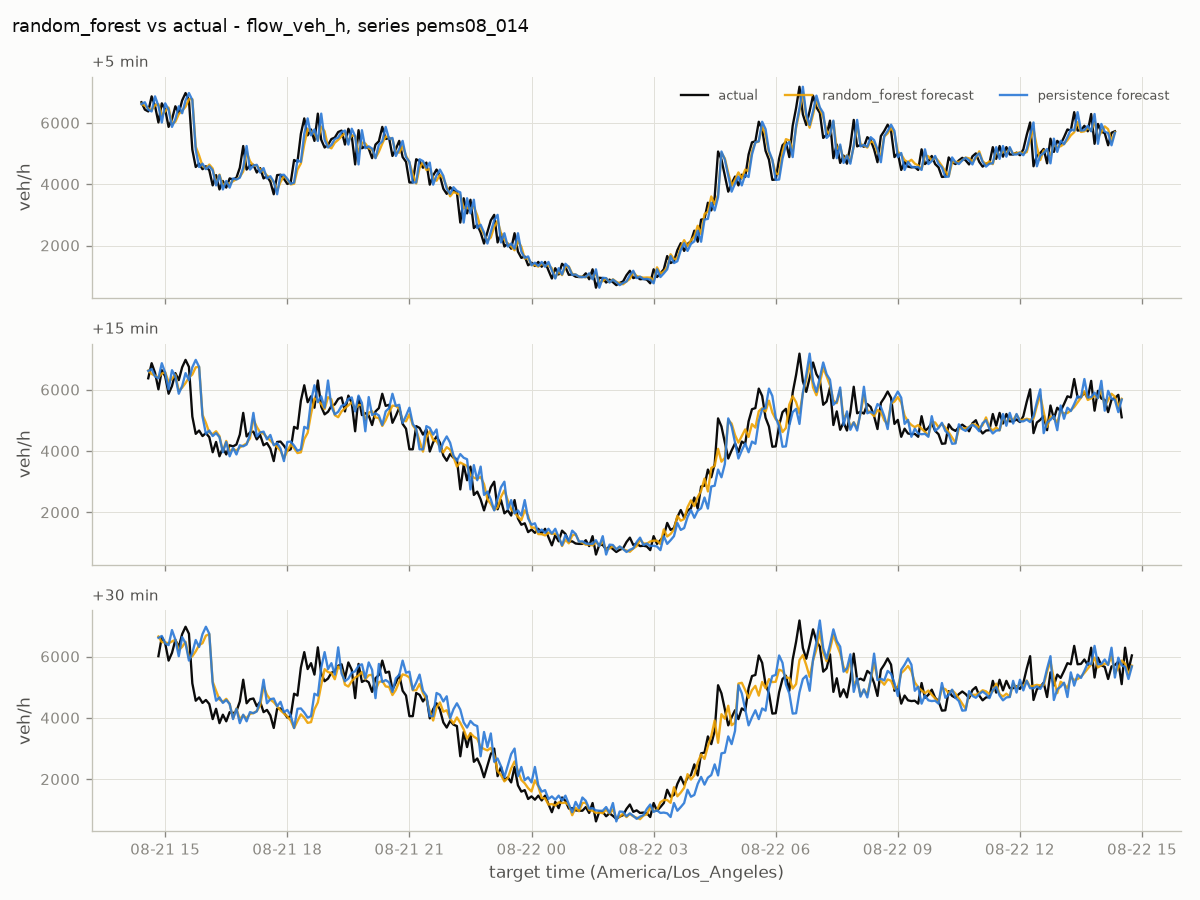 random_forest vs actual - flow_veh_h, series pems08_014
+5 min
actual random_forest forecast persistence forecast
6000
4000
2000
veh/h
+15 min
6000
4000
2000
veh/h
+30 min
6000
4000
2000
veh/h
08-21 15 08-21 18 08-21 21 08-22 00 08-22 03 08-22 06 08-22 09 08-22 12 08-22 15
target time (America/Los_Angeles)